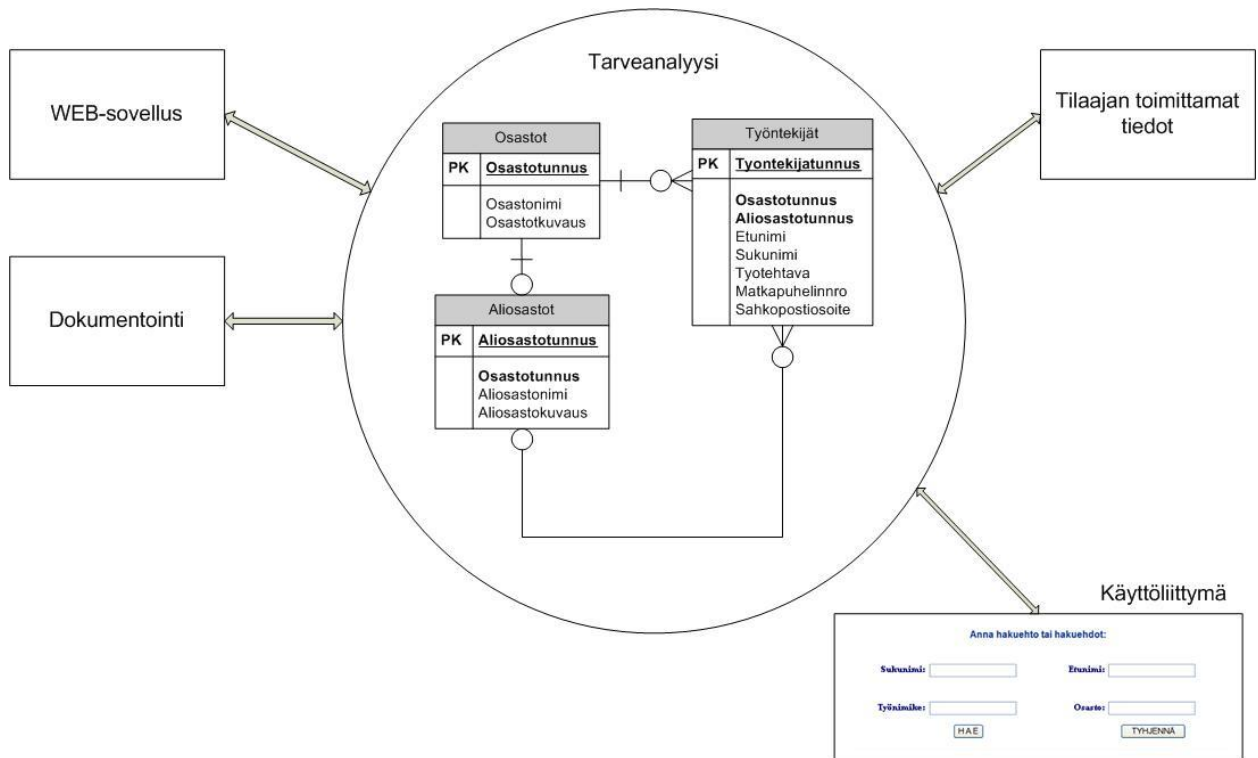 Tarveanalyysi
WEB-sovellus
Dokumentointi
Osastot
PK Osastotunnus
Osastonimi
Osastotkuvaus
Työntekijät
PK Tyontekijatunnus
Osastotunnus
Aliosastotunnus
Etunimi
Sukunimi
Tyotehtava
Matkapuhelinnro
Sahkopostiosoite
Aliosastot
PK Aliosastotunnus
Osastotunnus
Aliosastonimi
Aliosastokuvaus
Tilaajan toimittamat
tiedot
Käyttöliittymä
Anna hakuehto tai hakuehdot:
Sukunimi: Etunimi:
Työnimike: Osasto:
HAE TYHJENNÄ